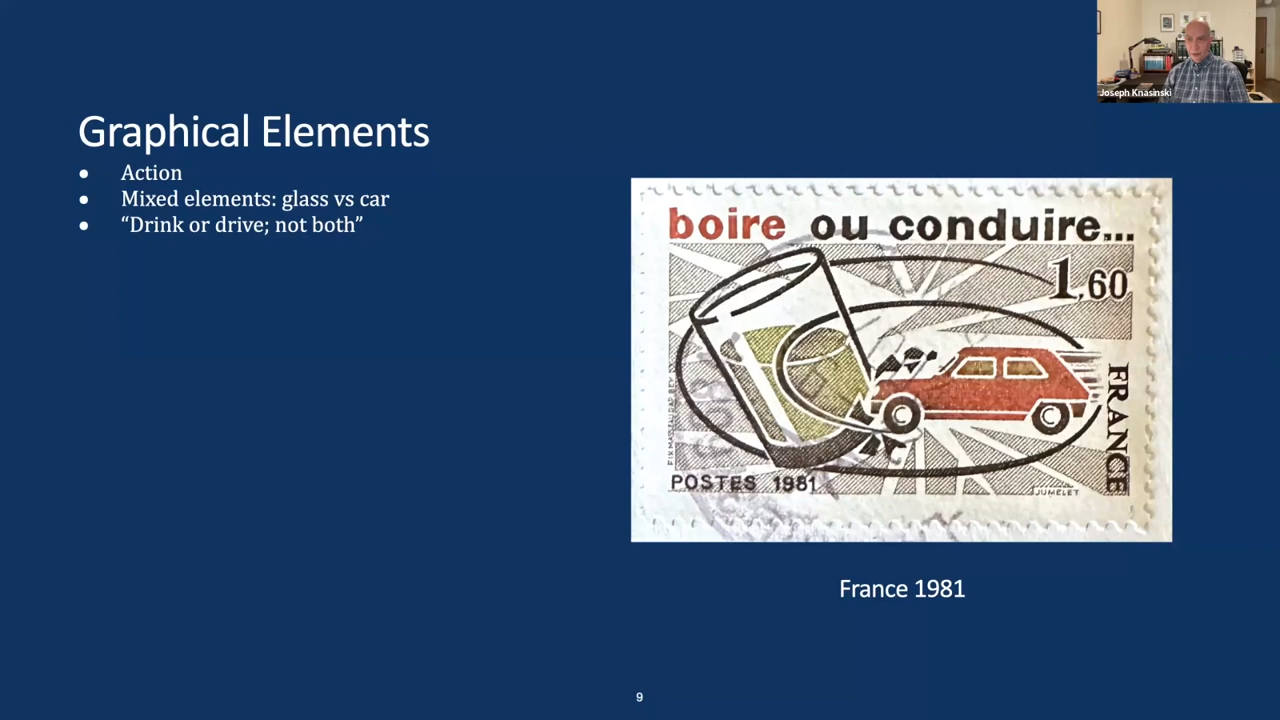 Joseph Knasinski
Graphical Elements
● Action
● Mixed elements: glass vs car
● “Drink or drive; not both”
boire ou conduire...
1,60
FRANCE
POSTES 1981
JUMELET
France 1981
9